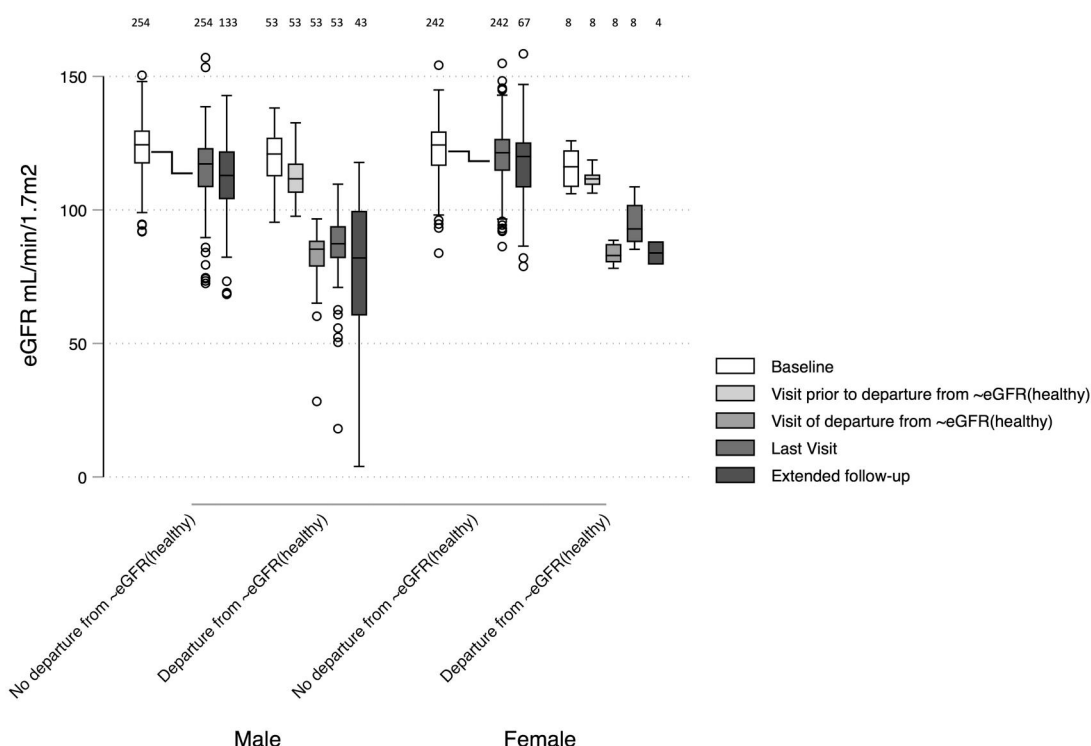 254 254 133 53 53 53 53 43 242 242 67 8 8 8 8 4
150
100
50
0
eGFR mL/min/1.7m2
Baseline
Visit prior to departure from ~eGFR(healthy)
Visit of departure from ~eGFR(healthy)
Last Visit
Extended follow-up
No departure from ~eGFR(healthy)
Departure from ~eGFR(healthy)
No departure from ~eGFR(healthy)
Departure from ~eGFR(healthy)
Male Female